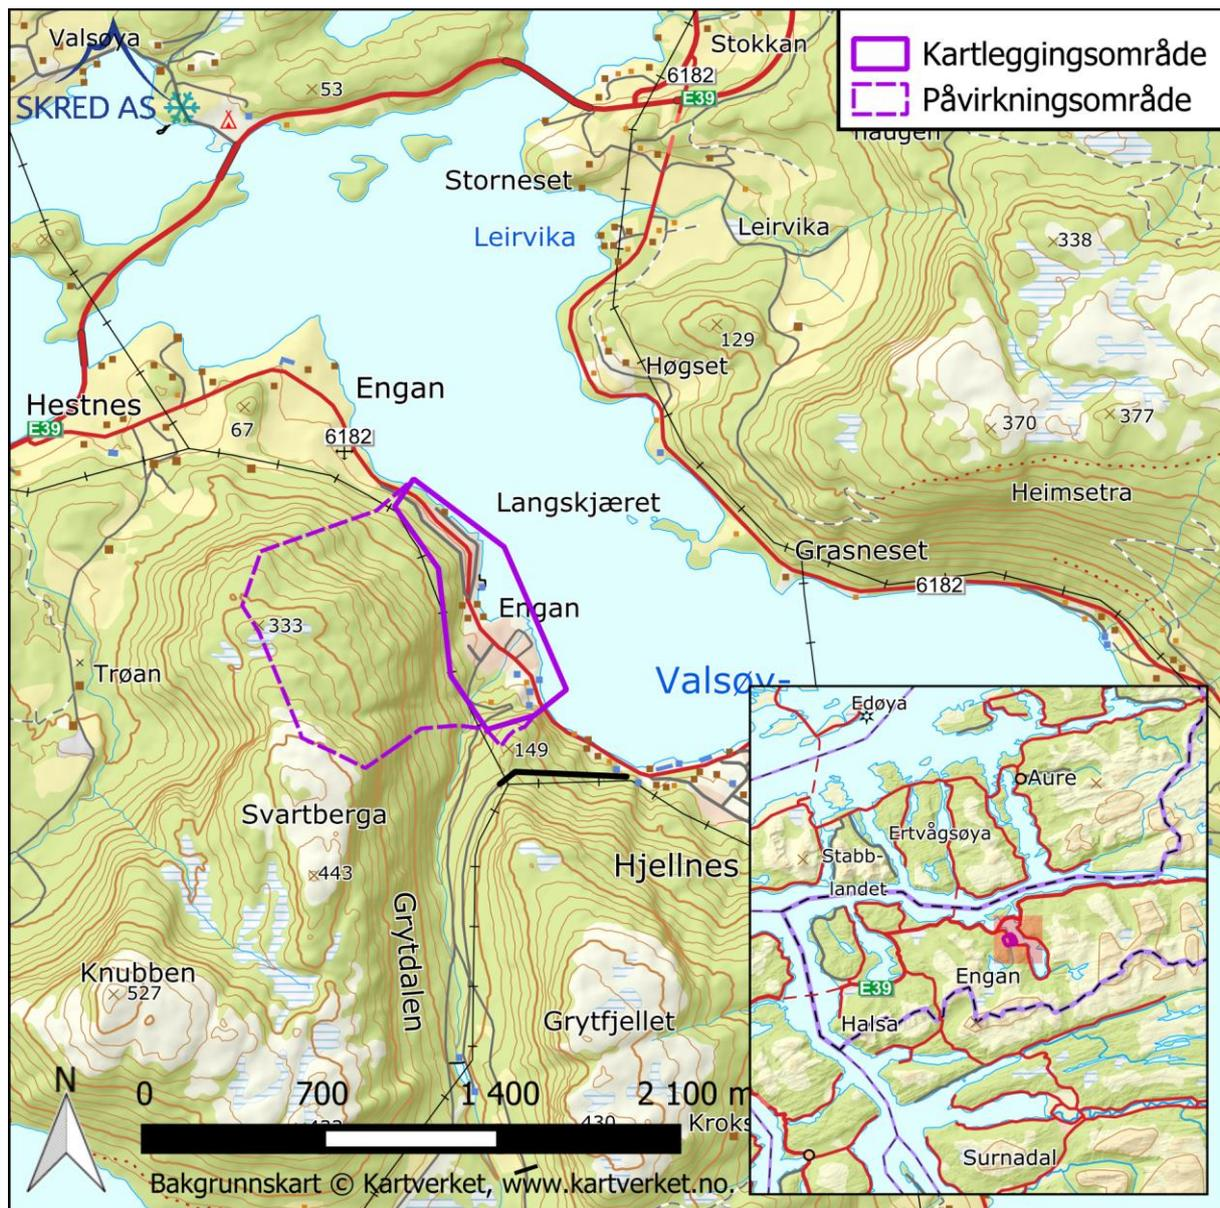 Valsøya
SKRED AS
53
Stokkan
6182
E39
Kartleggingsområde
Påvirkningsområde
haugen
Storneset
Leirvika
Leirvika
338
129
Høgset
370
377
Heimsetra
Hestnes
E39
67
Engan
6182
Langskjæret
Grasneset
6182
Engan
333
Trøan
Valsøy-
149
Svartberga
443
Hjellnes
Grytdalen
Knubben
527
Grytfjellet
430
Kroks
N
0 700 1 400 2 100 m
Bakgrunnskart © Kartverket, www.kartverket.no.
Edøya
Aure
Ertvågsøya
Stabb-
landet
Engan
E39
Halsa
Surnadal